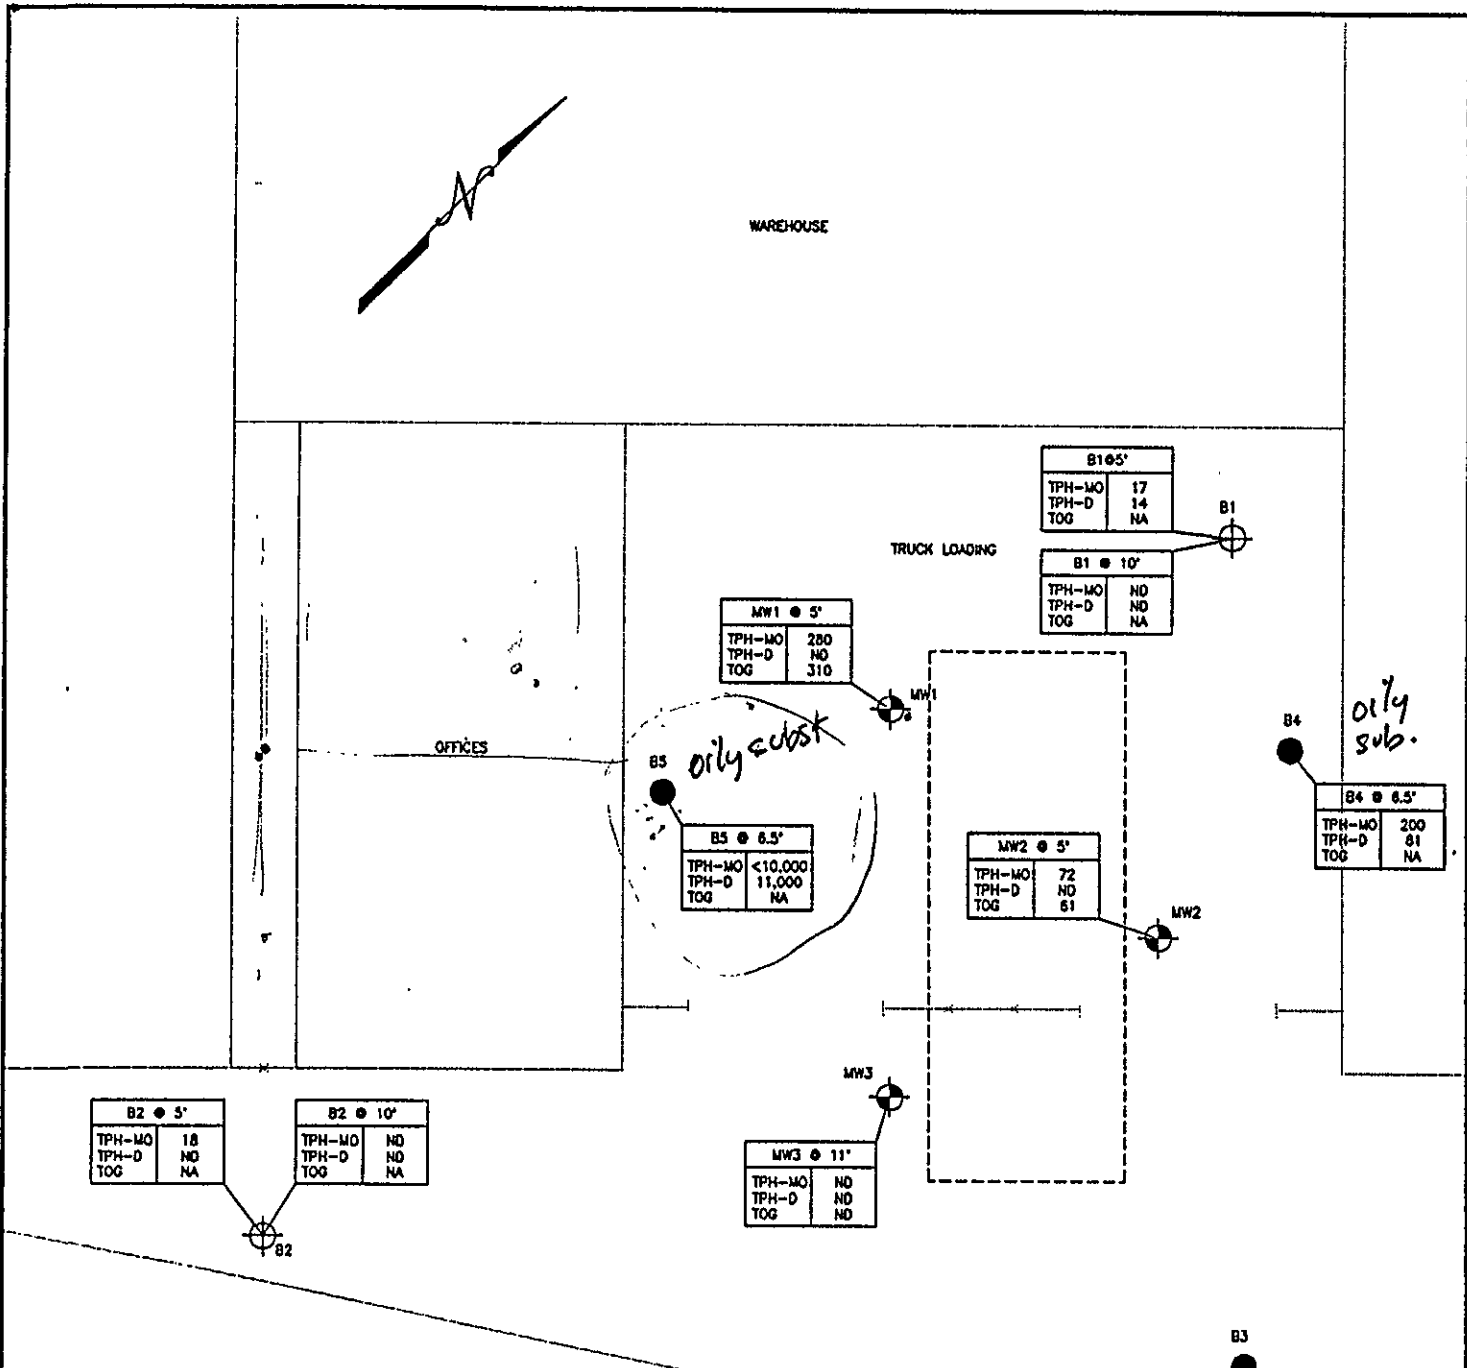 N
WAREHOUSE
B1@5'
TPH-MO 17
TPH-D 14
TOG NA
B1
TRUCK LOADING
B1 @ 10'
TPH-MO ND
TPH-D ND
TOG NA
MW1 @ 5'
TPH-MO 280
TPH-D ND
TOG 310
MW1
oily
sub.
B4
OFFICES
B5
oily subst
B4 @ 6.5'
TPH-MO 200
TPH-D 81
TOG NA
B5 @ 6.5'
TPH-MO <10,000
TPH-D 11,000
TOG NA
MW2 @ 5'
TPH-MO 72
TPH-D ND
TOG 61
MW2
MW3
B2 @ 5'
TPH-MO 18
TPH-D ND
TOG NA
B2 @ 10'
TPH-MO ND
TPH-D ND
TOG NA
MW3 @ 11'
TPH-MO ND
TPH-D ND
TOG ND
B2
B3